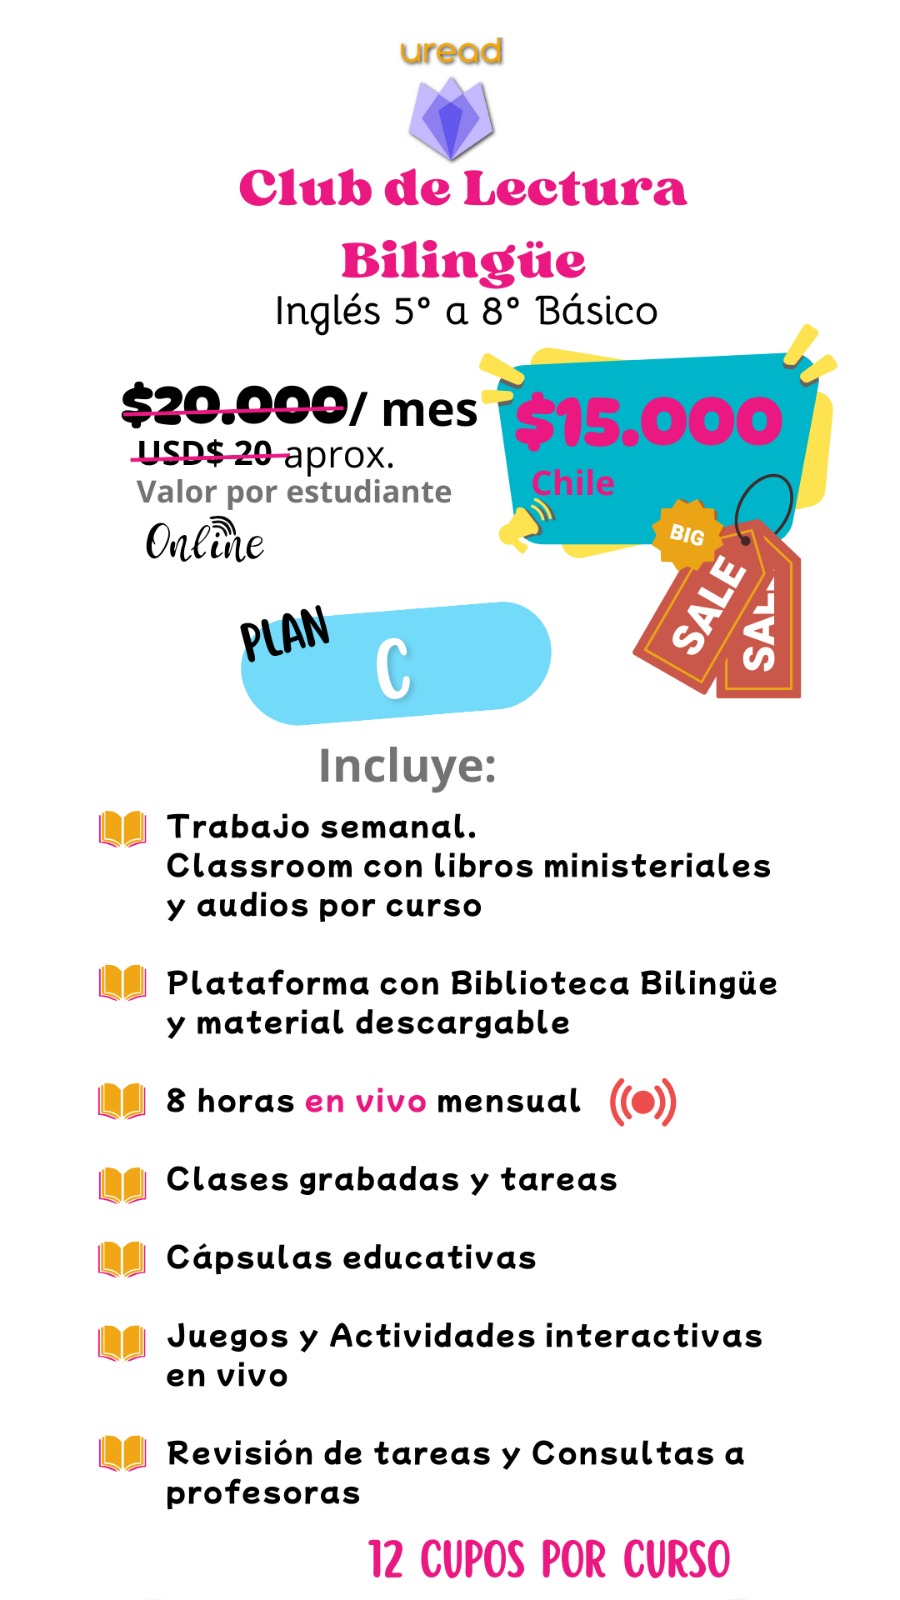 uread
Club de Lectura
Bilingüe
Inglés 5° a 8° Básico
$20.000/ mes
USD$ 20 aprox.
Valor por estudiante
Online
$15.000
Chile
BIG
SALE
SALE
PLAN
C
Incluye:
Trabajo semanal.
Classroom con libros ministeriales
y audios por curso
Plataforma con Biblioteca Bilingüe
y material descargable
8 horas en vivo mensual
Clases grabadas y tareas
Cápsulas educativas
Juegos y Actividades interactivas
en vivo
Revisión de tareas y Consultas a
profesoras
12 CUPOS POR CURSO